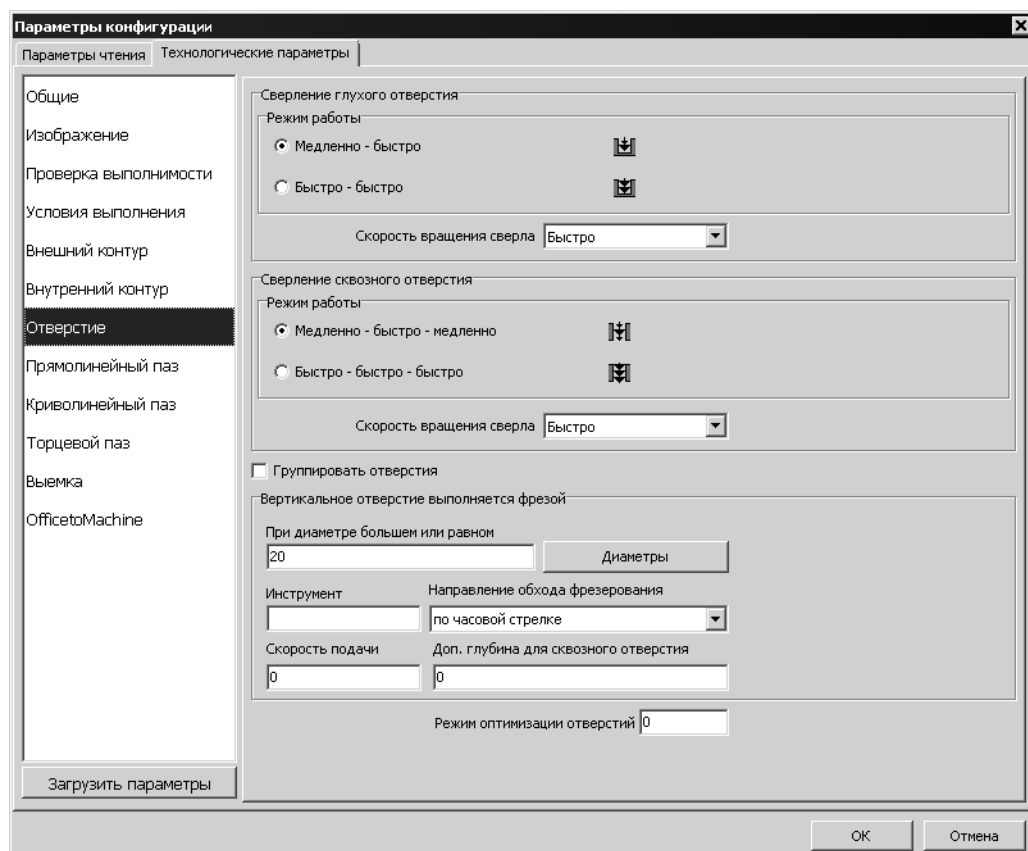 Параметры конфигурации
Параметры чтения
Технологические параметры
Общие
Изображение
Проверка выполнимости
Условия выполнения
Внешний контур
Внутренний контур
Отверстие
Прямолинейный паз
Криволинейный паз
Торцевой паз
Выемка
OfficetoMachine
Загрузить параметры
Сверление глухого отверстия
Режим работы
Медленно - быстро
Быстро - быстро
Скорость вращения сверла Быстро
Сверление сквозного отверстия
Режим работы
Медленно - быстро - медленно
Быстро - быстро - быстро
Скорость вращения сверла Быстро
Группировать отверстия
Вертикальное отверстие выполняется фрезой
При диаметре большем или равном
20 Диаметры
Инструмент Направление обхода фрезерования
по часовой стрелке
Скорость подачи Доп. глубина для сквозного отверстия
0 0
Режим оптимизации отверстий 0
OK Отмена